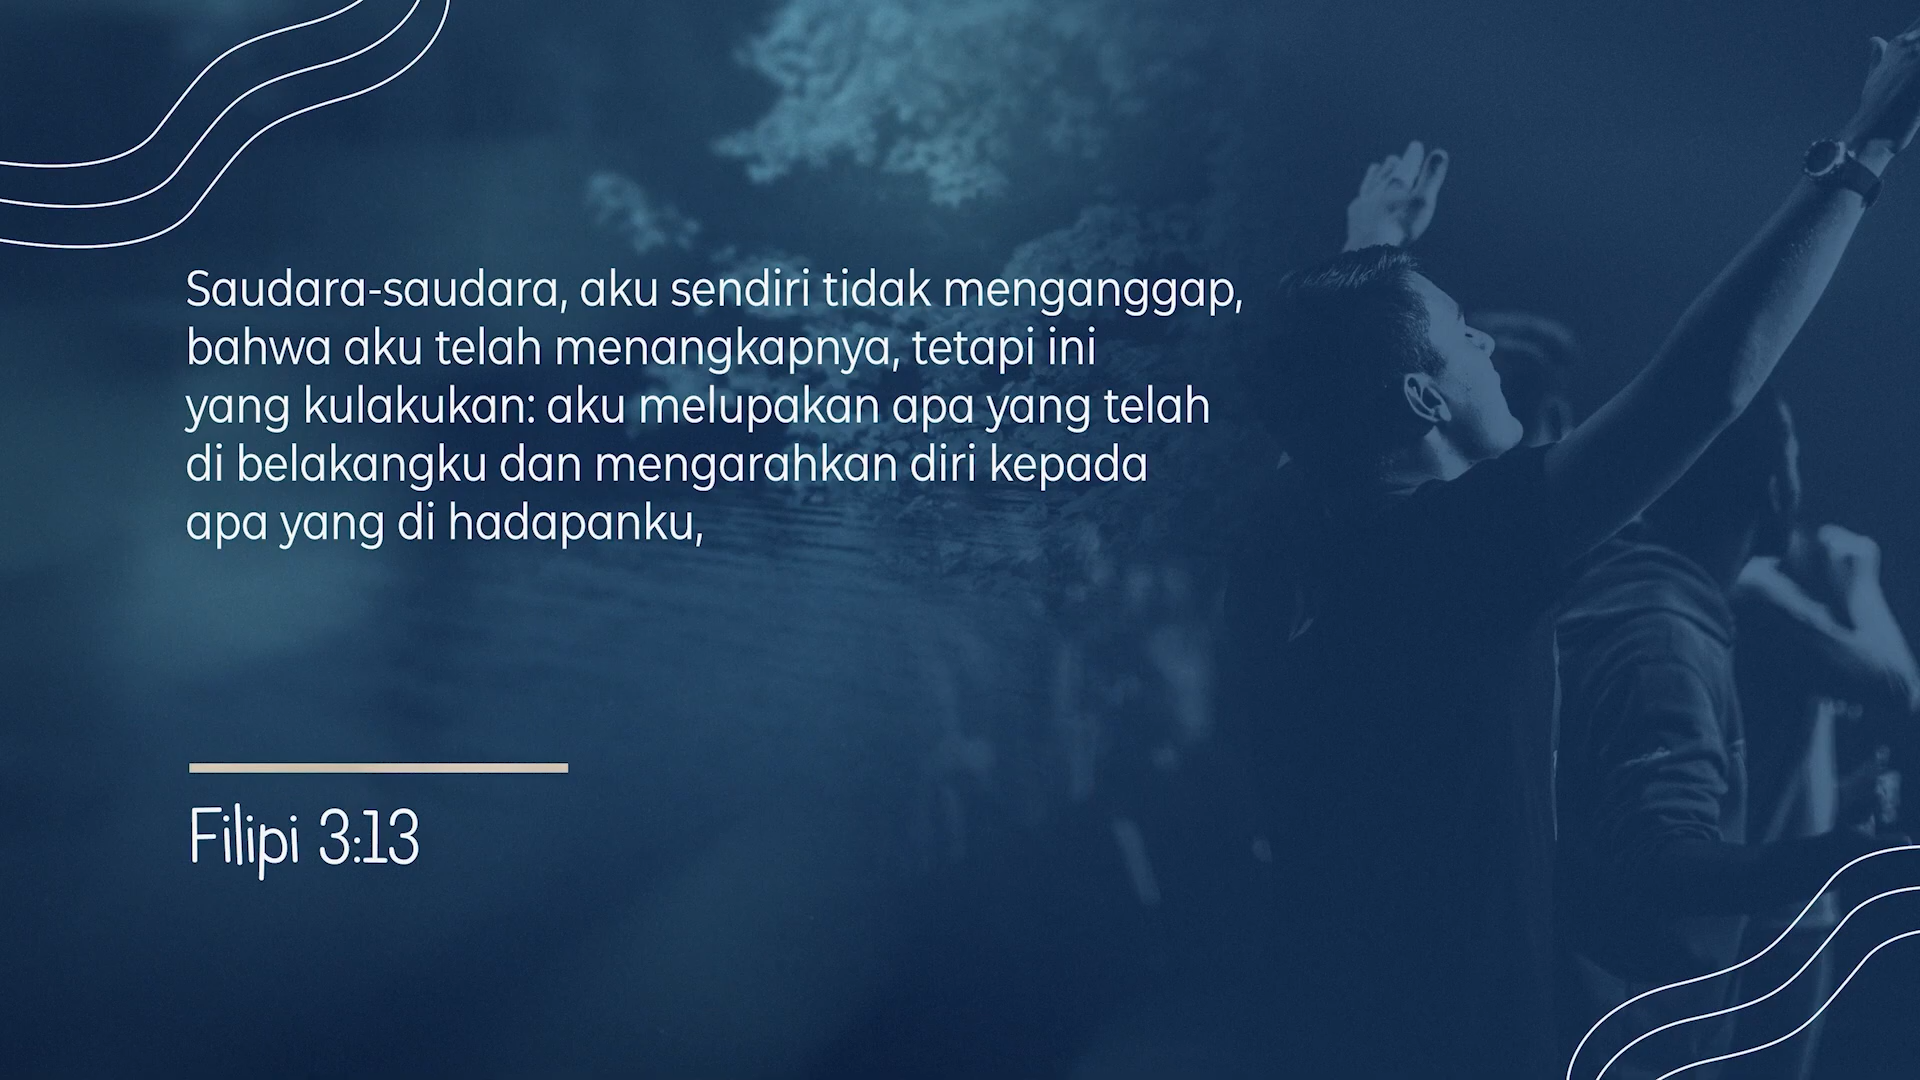 Saudara-saudara, aku sendiri tidak menganggap,
bahwa aku telah menangkapnya, tetapi ini
yang kulakukan: aku melupakan apa yang telah
di belakangku dan mengarahkan diri kepada
apa yang di hadapanku,
Filipi 3:13